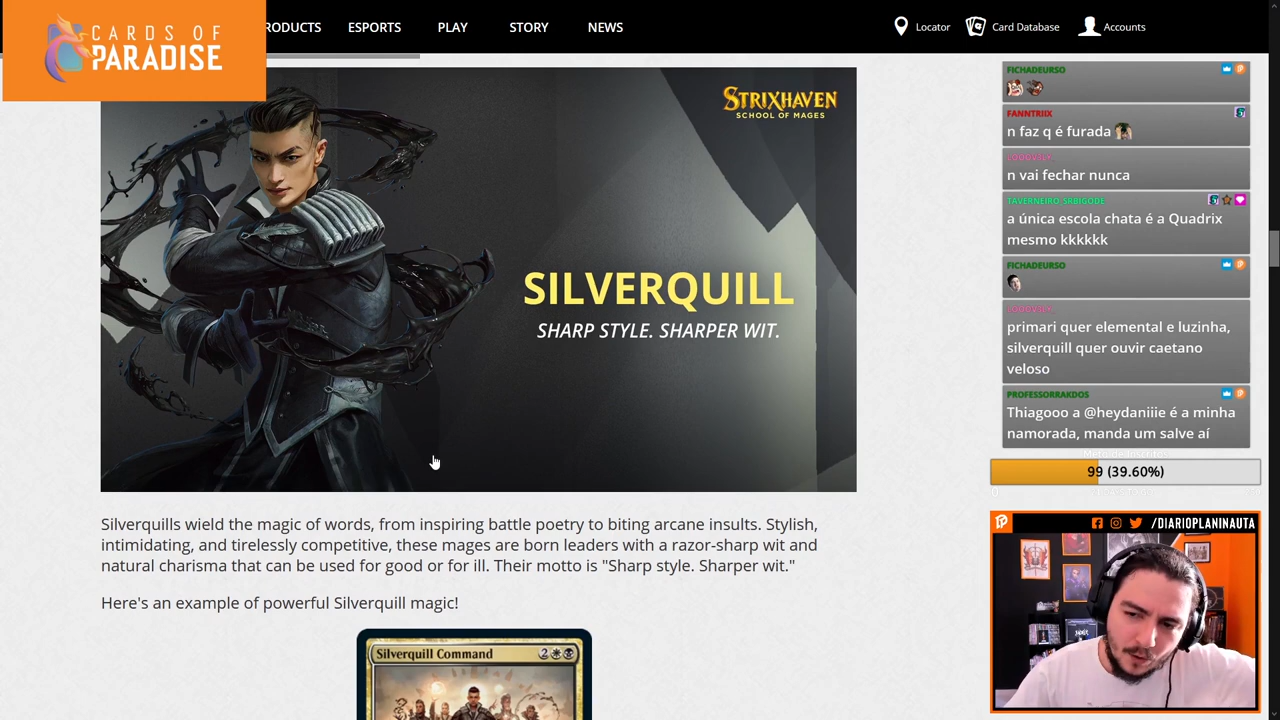 CARDS OF
PARADISE
RODUCTS
ESPORTS
PLAY
STORY
NEWS
Locator
Card Database
Accounts
STRIXHAVEN
SCHOOL OF MAGES
SILVERQUILL
SHARP STYLE. SHARPER WIT.
Silverquills wield the magic of words, from inspiring battle poetry to biting arcane insults. Stylish,
intimidating, and tirelessly competitive, these mages are born leaders with a razor-sharp wit and
natural charisma that can be used for good or for ill. Their motto is "Sharp style. Sharper wit."
Here's an example of powerful Silverquill magic!
Silverquill Command
2
FICHADEURSO
FANNTRIIX
n faz q é furada
n vai fechar nunca
TAVERNEIRO_SRBIGODE
a única escola chata é a Quadrix
mesmo kkkkkk
FICHADEURSO
primari quer elemental e luzinha,
silverquill quer ouvir caetano
veloso
PROFESSORRAKDOS
Thiagooo a @heydaniiie é a minha
namorada, manda um salve aí
99 (39.60%)
/DIARIOPLANINAUTA